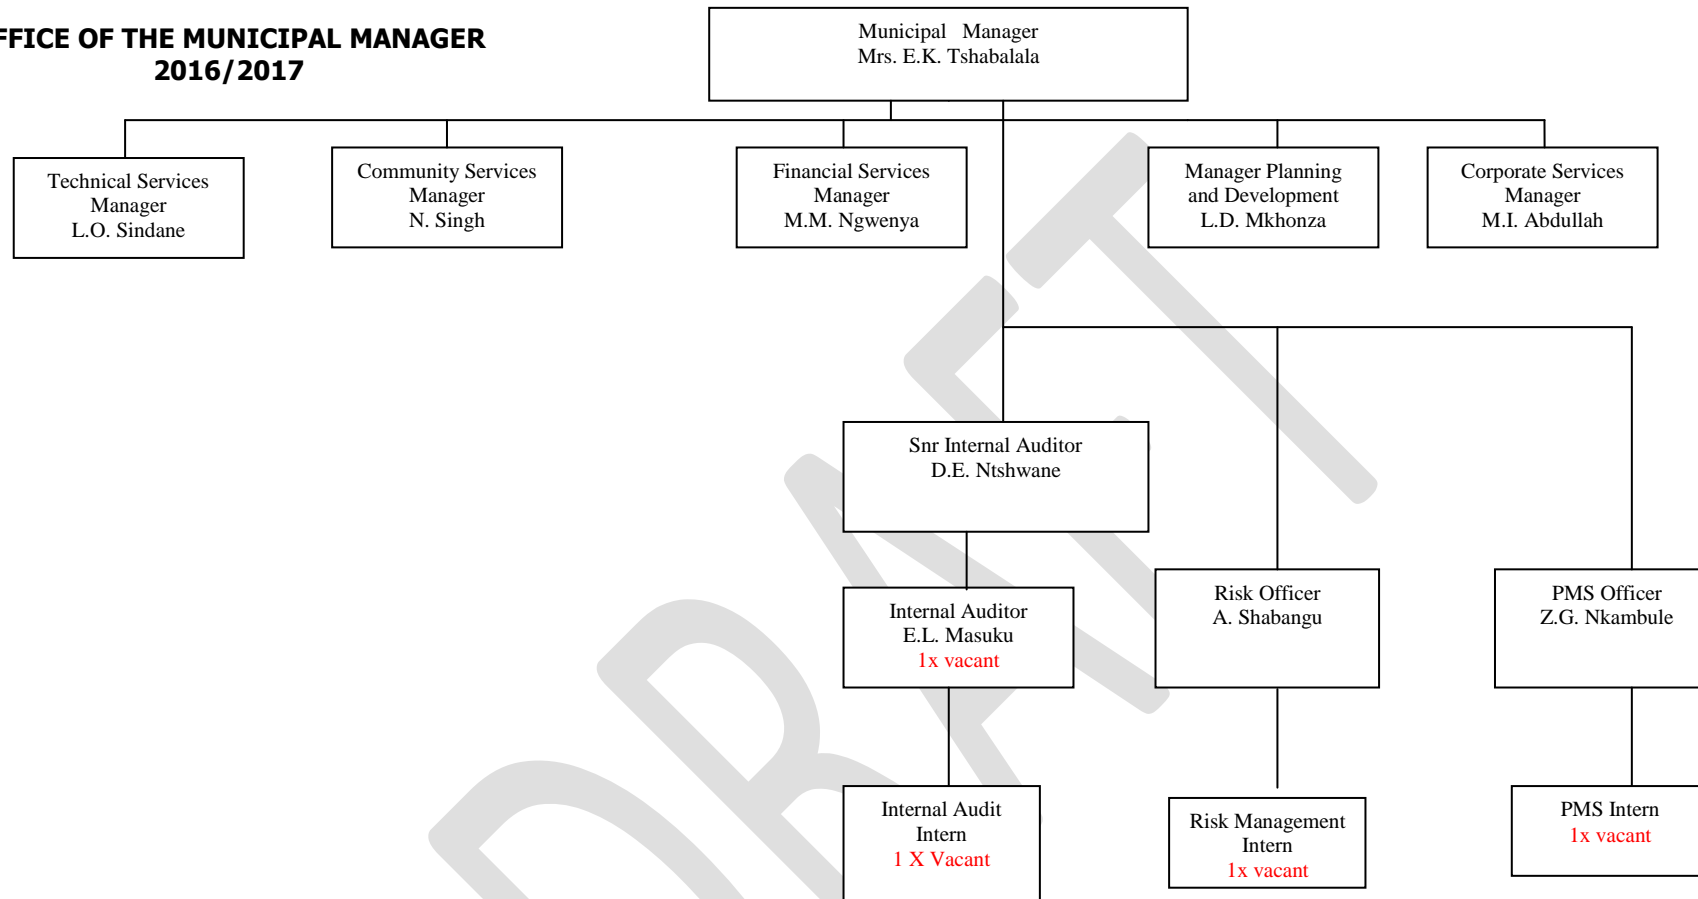 FFICE OF THE MUNICIPAL MANAGER
2016/2017
Municipal Manager
Mrs. E.K. Tshabalala
Technical Services
Manager
L.O. Sindane
Community Services
Manager
N. Singh
Financial Services
Manager
M.M. Ngwenya
Manager Planning
and Development
L.D. Mkhonza
Corporate Services
Manager
M.I. Abdullah
Snr Internal Auditor
D.E. Ntshwane
Internal Auditor
E.L. Masuku
1x vacant
Risk Officer
A. Shabangu
PMS Officer
Z.G. Nkambule
Internal Audit
Intern
1 X Vacant
Risk Management
Intern
1x vacant
PMS Intern
1x vacant
DRAFT